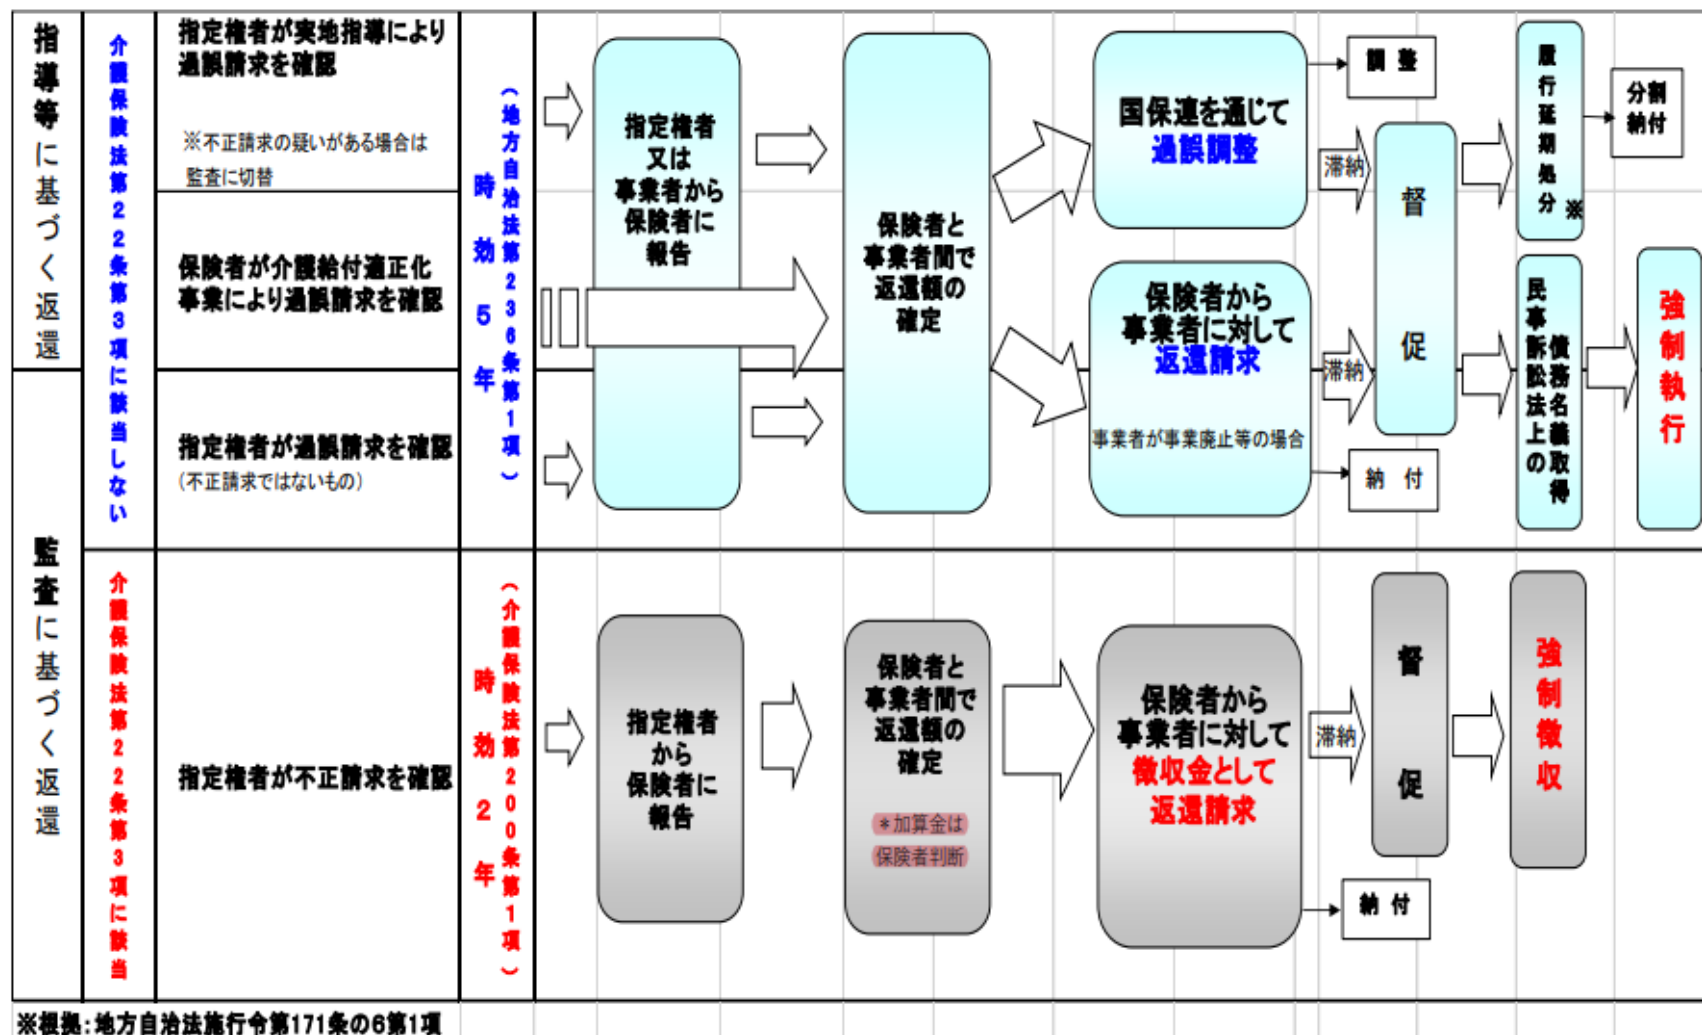 指導等に基づく返還
監査に基づく返還
介護保険法第22条第3項に該当しない
介護保険法第22条第3項に該当
指定権者が実地指導により
過誤請求を確認
※不正請求の疑いがある場合は
監査に切替
保険者が介護給付適正化
事業により過誤請求を確認
指定権者が過誤請求を確認
(不正請求ではないもの)
指定権者が不正請求を確認
時効5年
(地方自治法第236条第1項)
時効2年
(介護保険法第200条第1項)
指定権者
又は
事業者から
保険者に
報告
保険者と
事業者間で
返還額の
確定
国保連を通じて
過誤調整
調整
滞納
保険者から
事業者に対して
返還請求
事業者が事業廃止等の場合
滞納
納付
督促
履行延期処分※
分割
納付
民事訴訟法上の
債務名義取得
強制執行
指定権者
から
保険者に
報告
保険者と
事業者間で
返還額の
確定
*加算金は
保険者判断
保険者から
事業者に対して
徴収金として
返還請求
滞納
納付
督促
強制徴収
※根拠:地方自治法施行令第171条の6第1項